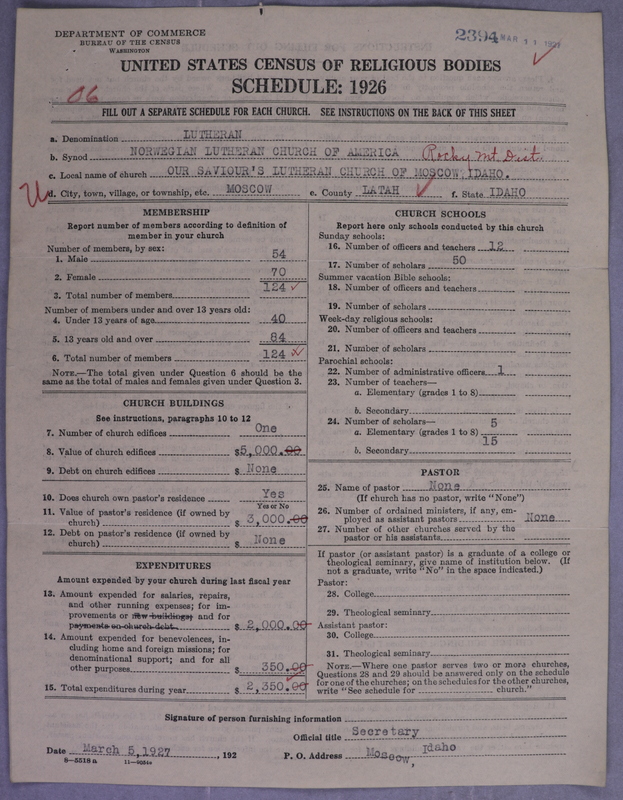 DEPARTMENT OF COMMERCE
BUREAU OF THE CENSUS
WASHINGTON
2394 MAR 11 1927
UNITED STATES CENSUS OF RELIGIOUS BODIES
SCHEDULE: 1926
06
FILL OUT A SEPARATE SCHEDULE FOR EACH CHURCH. SEE INSTRUCTIONS ON THE BACK OF THIS SHEET
a. Denomination LUTHERAN
b. Synod NORWEGIAN LUTHERAN CHURCH OF AMERICA Rocky Mt. Dist.
c. Local name of church OUR SAVIOUR'S LUTHERAN CHURCH OF MOSCOW, IDAHO.
U d. City, town, village, or township, etc. MOSCOW e. County LATAH f. State IDAHO
MEMBERSHIP
Report number of members according to definition of
member in your church
Number of members, by sex:
1. Male 54
2. Female 70
3. Total number of members 124
Number of members under and over 13 years old:
4. Under 13 years of age 40
5. 13 years old and over 84
6. Total number of members 124
NOTE.—The total given under Question 6 should be
same as the total of males and females given under Question 3.
CHURCH BUILDINGS
See instructions, paragraphs 10 to 12
7. Number of church edifices One
8. Value of church edifices $5,000.00
9. Debt on church edifices $ None
10. Does church own pastor's residence Yes
Yes or No
11. Value of pastor's residence (if owned by
church) $ 3,000.00
12. Debt on pastor's residence (if owned by
church) $ None
EXPENDITURES
Amount expended by your church during last fiscal year
13. Amount expended for salaries, repairs,
and other running expenses; for im-
provements or new buildings; and for
payments on church debt $ 2,000.00
14. Amount expended for benevolences, in-
cluding home and foreign missions; for
denominational support; and for all
other purposes $ 350.00
15. Total expenditures during year $ 2,350.00
CHURCH SCHOOLS
Report here only schools conducted by this church
Sunday schools:
16. Number of officers and teachers 12
17. Number of scholars 50
Summer vacation Bible schools:
18. Number of officers and teachers
19. Number of scholars
Week-day religious schools:
20. Number of officers and teachers
21. Number of scholars
Parochial schools:
22. Number of administrative officers 1
23. Number of teachers—
a. Elementary (grades 1 to 8)
b. Secondary
24. Number of scholars—
a. Elementary (grades 1 to 8) 5
b. Secondary 15
PASTOR
25. Name of pastor None
(If church has no pastor, write "None")
26. Number of ordained ministers, if any, em-
ployed as assistant pastors None
27. Number of other churches served by the
pastor or his assistants
If pastor (or assistant pastor) is a graduate of a college or
theological seminary, give name of institution below. (If
not a graduate, write "No" in the space indicated.)
Pastor:
28. College
29. Theological seminary
Assistant pastor:
30. College
31. Theological seminary
NOTE.—Where one pastor serves two or more churches,
Questions 28 and 29 should be answered only on the schedule
for one of the churches; on the schedules for the other churches,
write "See schedule for church."
Signature of person furnishing information
Official title Secretary
Date March 5, 1927, 192 P. O. Address Moscow, Idaho
8—5518 a 11—9054